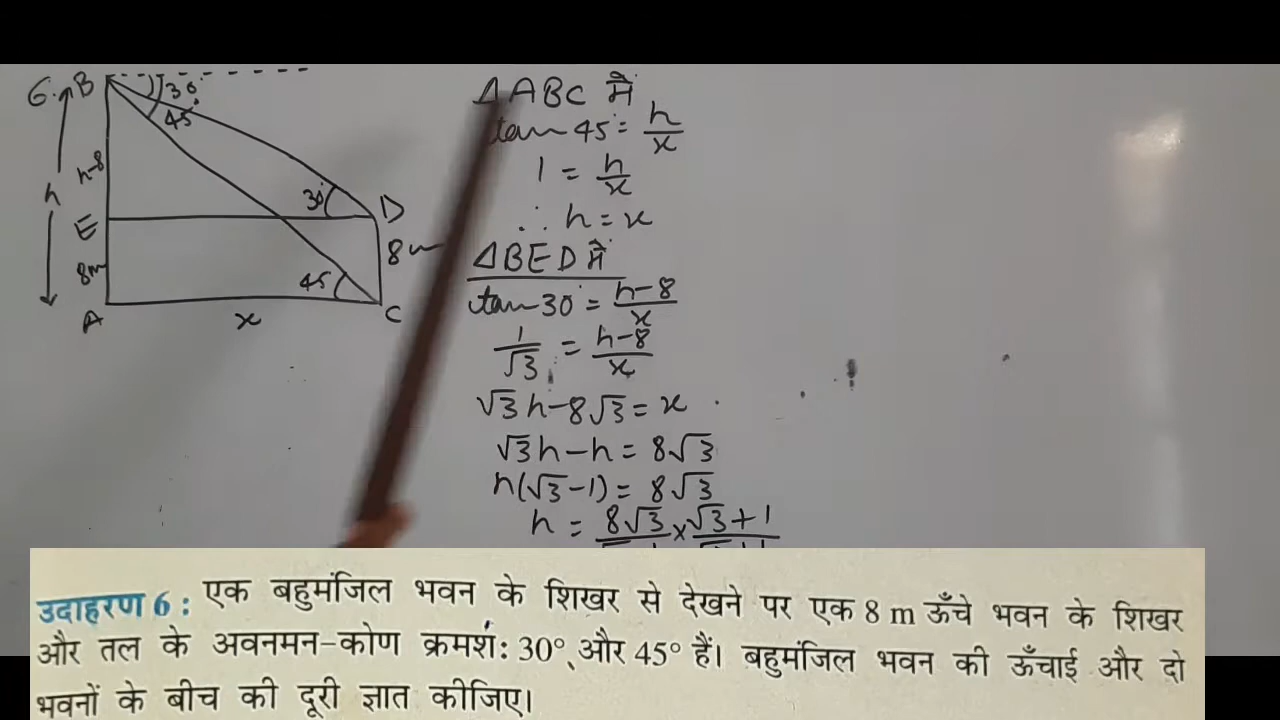 6.
B
30°
45°
h-8
h
E
8m
A
x
C
45
30°
D
8m
△ABC में
tan 45° = h/x
1 = h/x
∴ h = x
△BED में
tan 30° = h-8/x
1/√3 = h-8/x
√3h-8√3 = x
√3h-h = 8√3
h(√3-1) = 8√3
h = 8√3 × √3+1
उदाहरण 6 : एक बहुमंजिल भवन के शिखर से देखने पर एक 8 m ऊँचे भवन के शिखर
और तल के अवनमन-कोण क्रमशः 30° और 45° हैं। बहुमंजिल भवन की ऊँचाई और दो
भवनों के बीच की दूरी ज्ञात कीजिए।